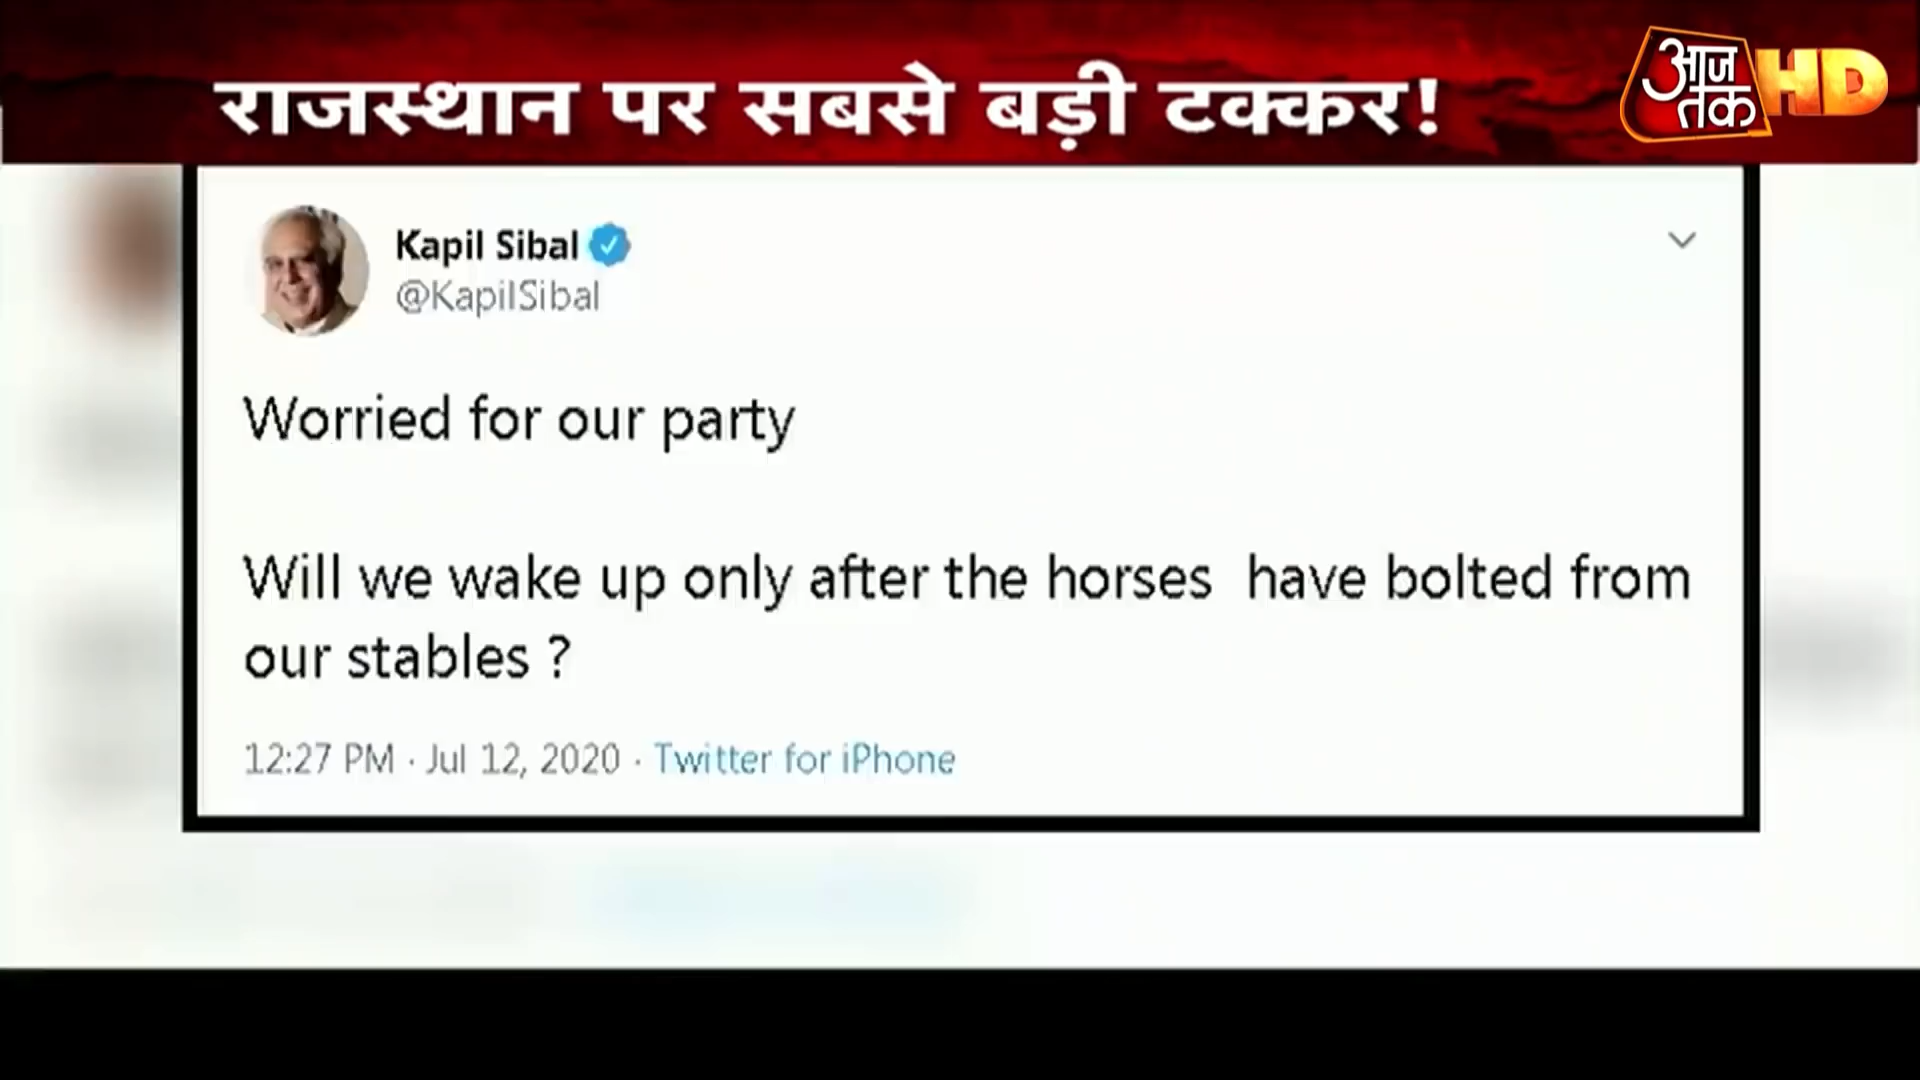 राजस्थान पर सबसे बड़ी टक्कर!
आज
तक
HD
Kapil Sibal
@KapilSibal
Worried for our party
Will we wake up only after the horses  have bolted from
our stables ?
12:27 PM · Jul 12, 2020 · Twitter for iPhone